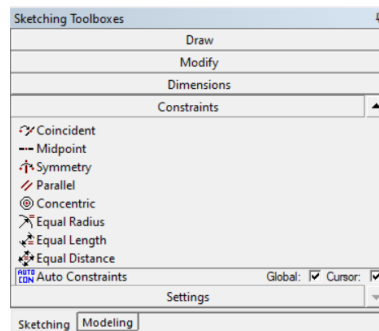 Sketching Toolboxes
Draw
Modify
Dimensions
Constraints
Coincident
Midpoint
Symmetry
Parallel
Concentric
Equal Radius
Equal Length
Equal Distance
AUTO CON Auto Constraints Global: Cursor:
Settings
Sketching Modeling